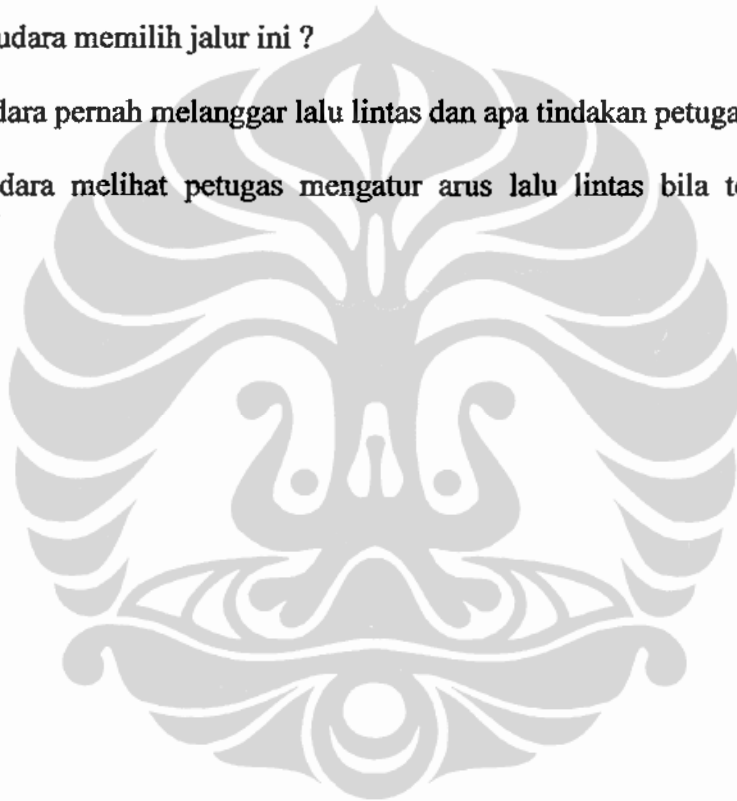 udara memilih jalur ini ?
dara pernah melanggar lalu lintas dan apa tindakan petuga
dara melihat petugas mengatur arus lalu lintas bila te